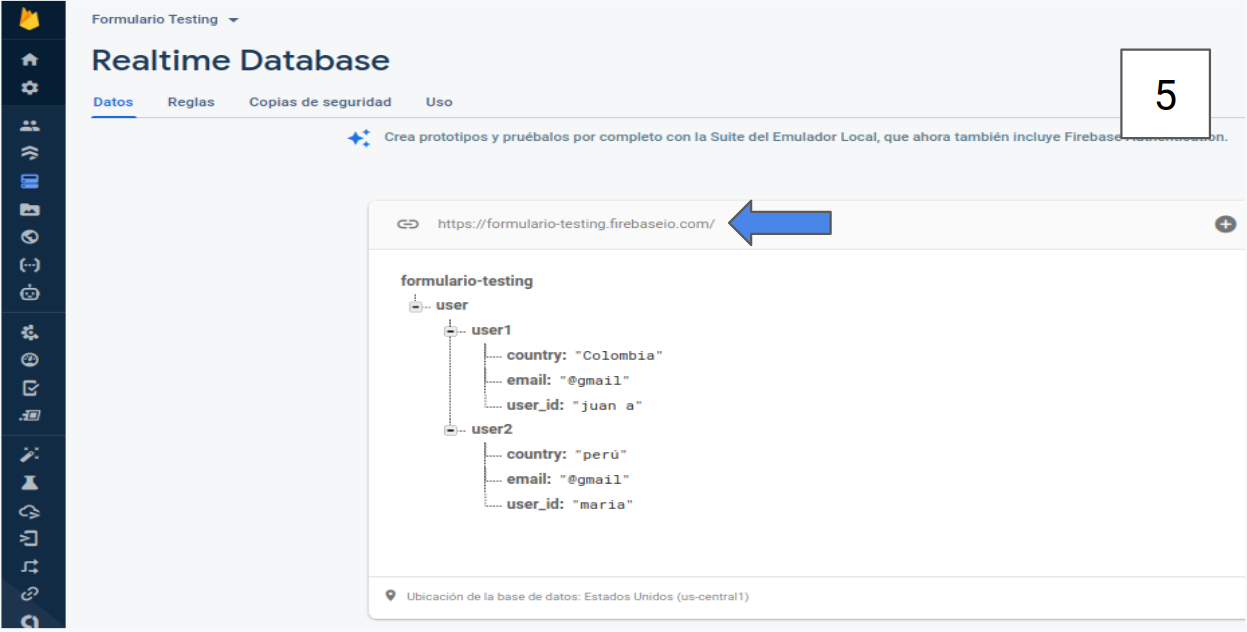 Formulario Testing
Realtime Database
Datos Reglas Copias de seguridad Uso
5
Crea prototipos y pruébalos por completo con la Suite del Emulador Local, que ahora también incluye Firebase Authentication.
https://formulario-testing.firebaseio.com/
formulario-testing
user
user1
country: "Colombia"
email: "@gmail"
user_id: "juan a"
user2
country: "perú"
email: "@gmail"
user_id: "maria"
Ubicación de la base de datos: Estados Unidos (us-central1)